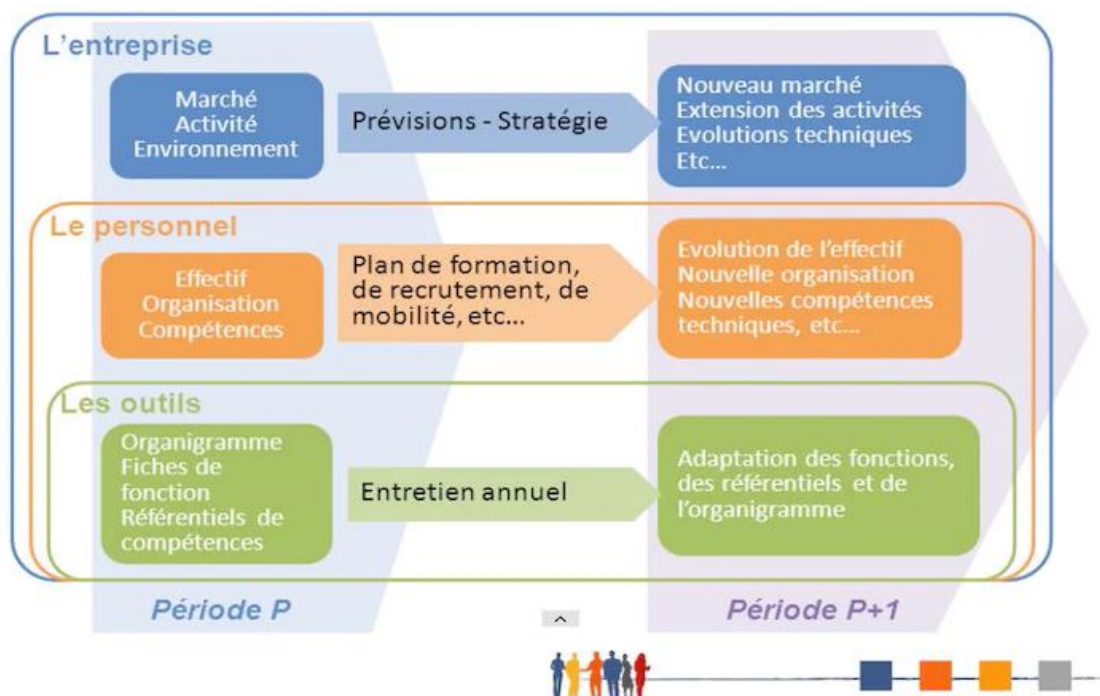 L'entreprise
Marché
Activité
Environnement
Prévisions - Stratégie
Nouveau marché
Extension des activités
Evolutions techniques
Etc...
Le personnel
Effectif
Organisation
Compétences
Plan de formation,
de recrutement, de
mobilité, etc...
Evolution de l'effectif
Nouvelle organisation
Nouvelles compétences
techniques, etc...
Les outils
Organigramme
Fiches de
fonction
Référentiels de
compétences
Entretien annuel
Adaptation des fonctions,
des référentiels et de
l'organigramme
Période P
Période P+1